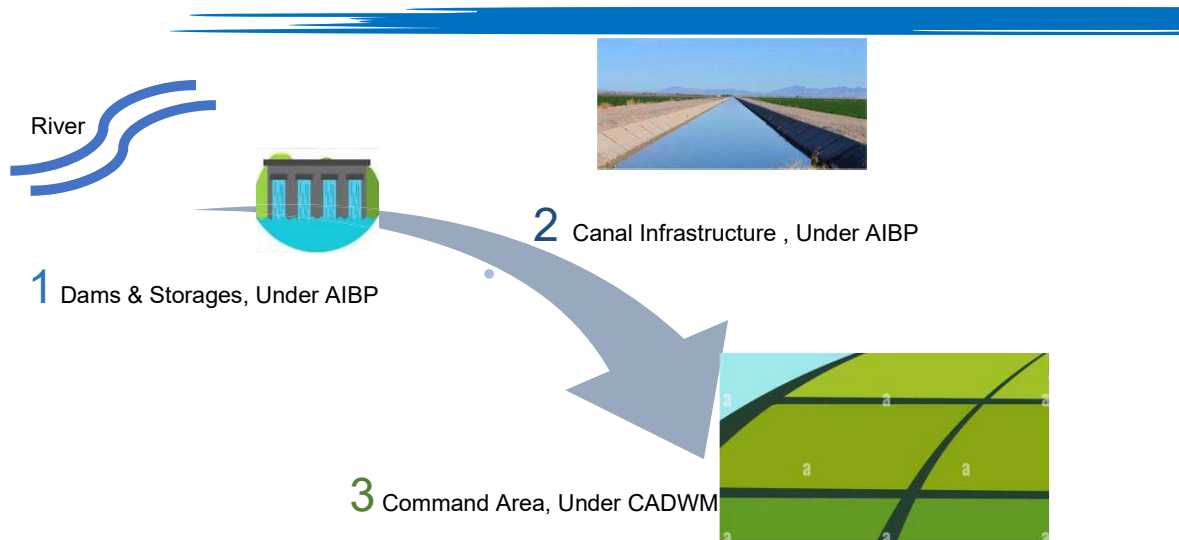 River
1 Dams & Storages, Under AIBP
2 Canal Infrastructure , Under AIBP
3 Command Area, Under CADWM
a a a
a a
a a a